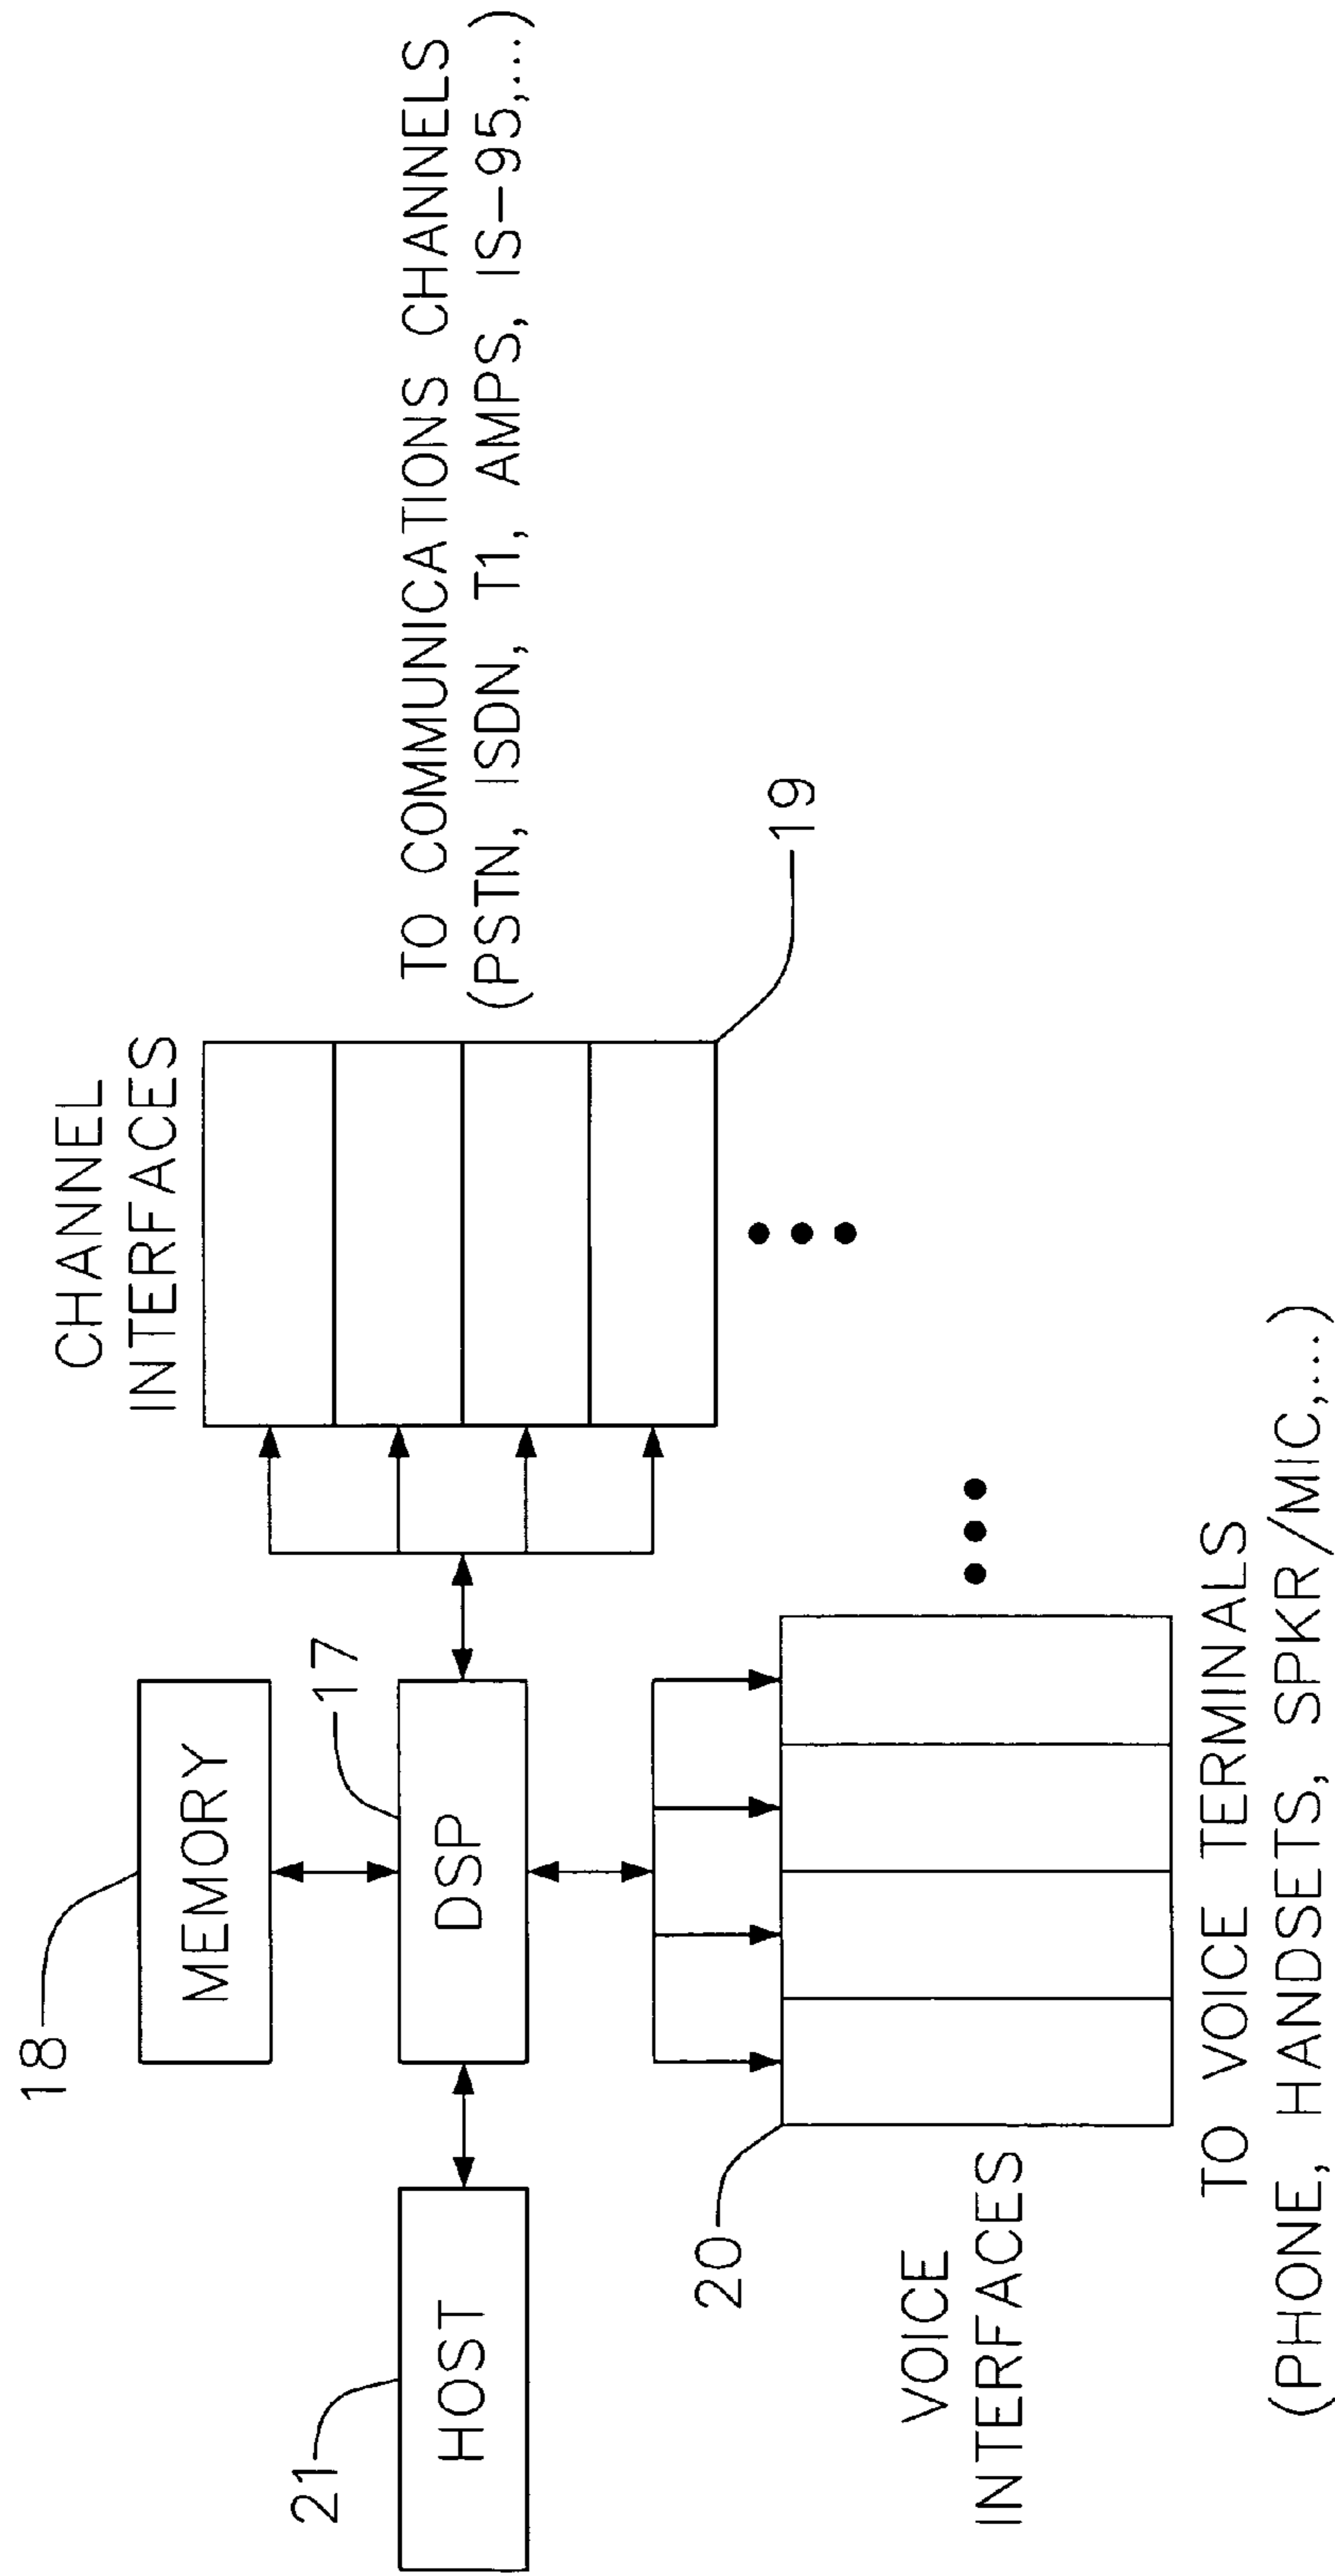 18
MEMORY
CHANNEL
INTERFACES
17
21
HOST
DSP
TO COMMUNICATIONS CHANNELS
(PSTN, ISDN, T1, AMPS, IS-95,...)
19
20
VOICE
INTERFACES
TO VOICE TERMINALS
(PHONE, HANDSETS, SPKR/MIC,...)